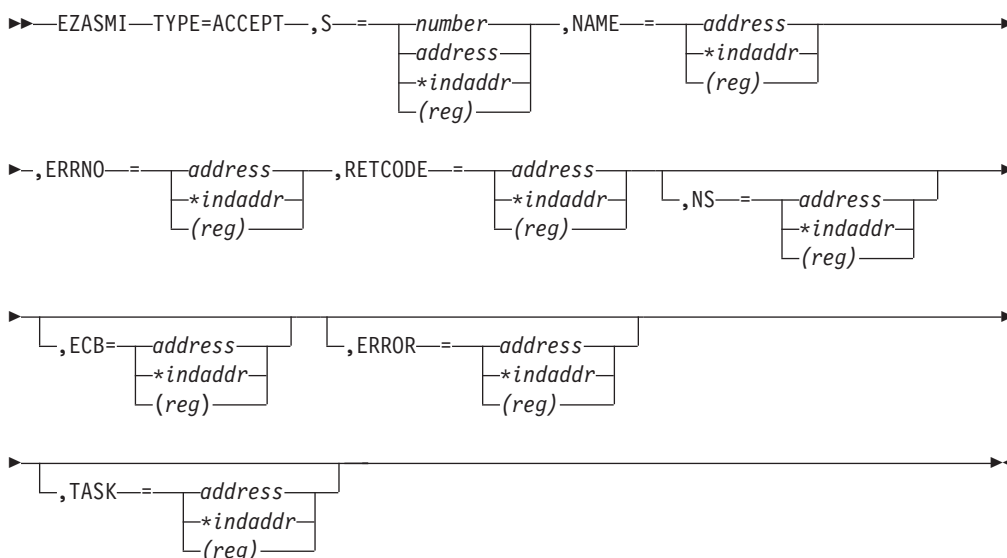 EZASMI TYPE=ACCEPT ,S = number ,NAME = address
address *indaddr
*indaddr (reg)
(reg)
,ERRNO = address ,RETCODE = address
*indaddr *indaddr ,NS = address
(reg) (reg) *indaddr
(reg)
,ECB= address ,ERROR = address
*indaddr *indaddr
(reg) (reg)
,TASK = address
*indaddr
(reg)